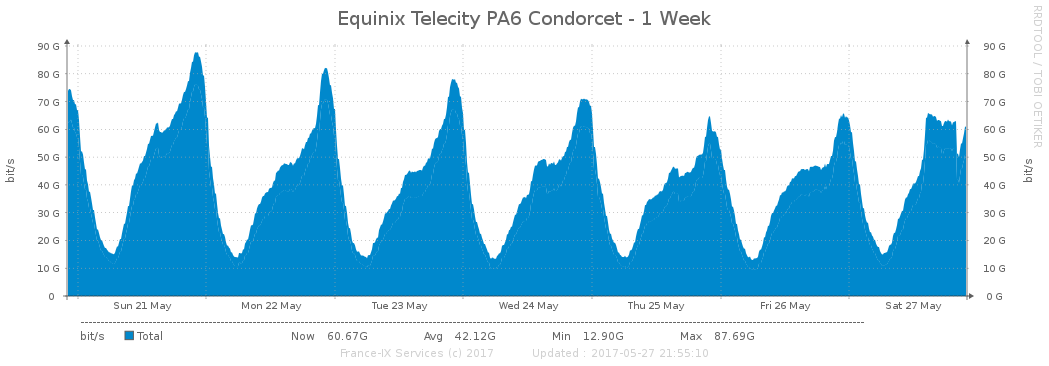 Equinix Telecity PA6 Condorcet - 1 Week
RRDTOOL / TOBI OETIKER
bit/s
90 G 90 G
80 G 80 G
70 G 70 G
60 G 60 G
50 G 50 G
40 G 40 G
30 G 30 G
20 G 20 G
10 G 10 G
0 0 G
bit/s
Sun 21 May Mon 22 May Tue 23 May Wed 24 May Thu 25 May Fri 26 May Sat 27 May
bit/s Total Now 60.67G Avg 42.12G Min 12.90G Max 87.69G
France-IX Services (c) 2017 Updated : 2017-05-27 21:55:10